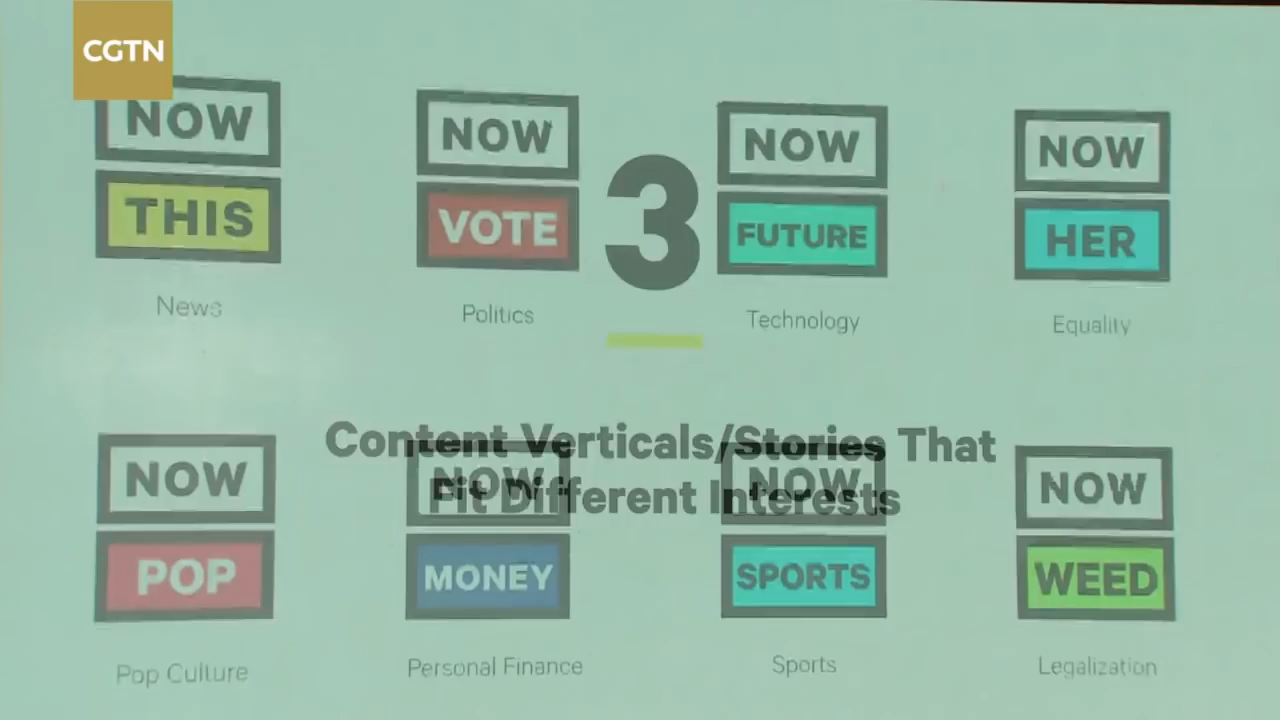 CGTN
NOW
THIS
News
NOW
VOTE
Politics
3
NOW
FUTURE
Technology
NOW
HER
Equality
Content Verticals/Stories That
Fit Different Interests
NOW
POP
Pop Culture
NOW
MONEY
Personal Finance
NOW
SPORTS
Sports
NOW
WEED
Legalization